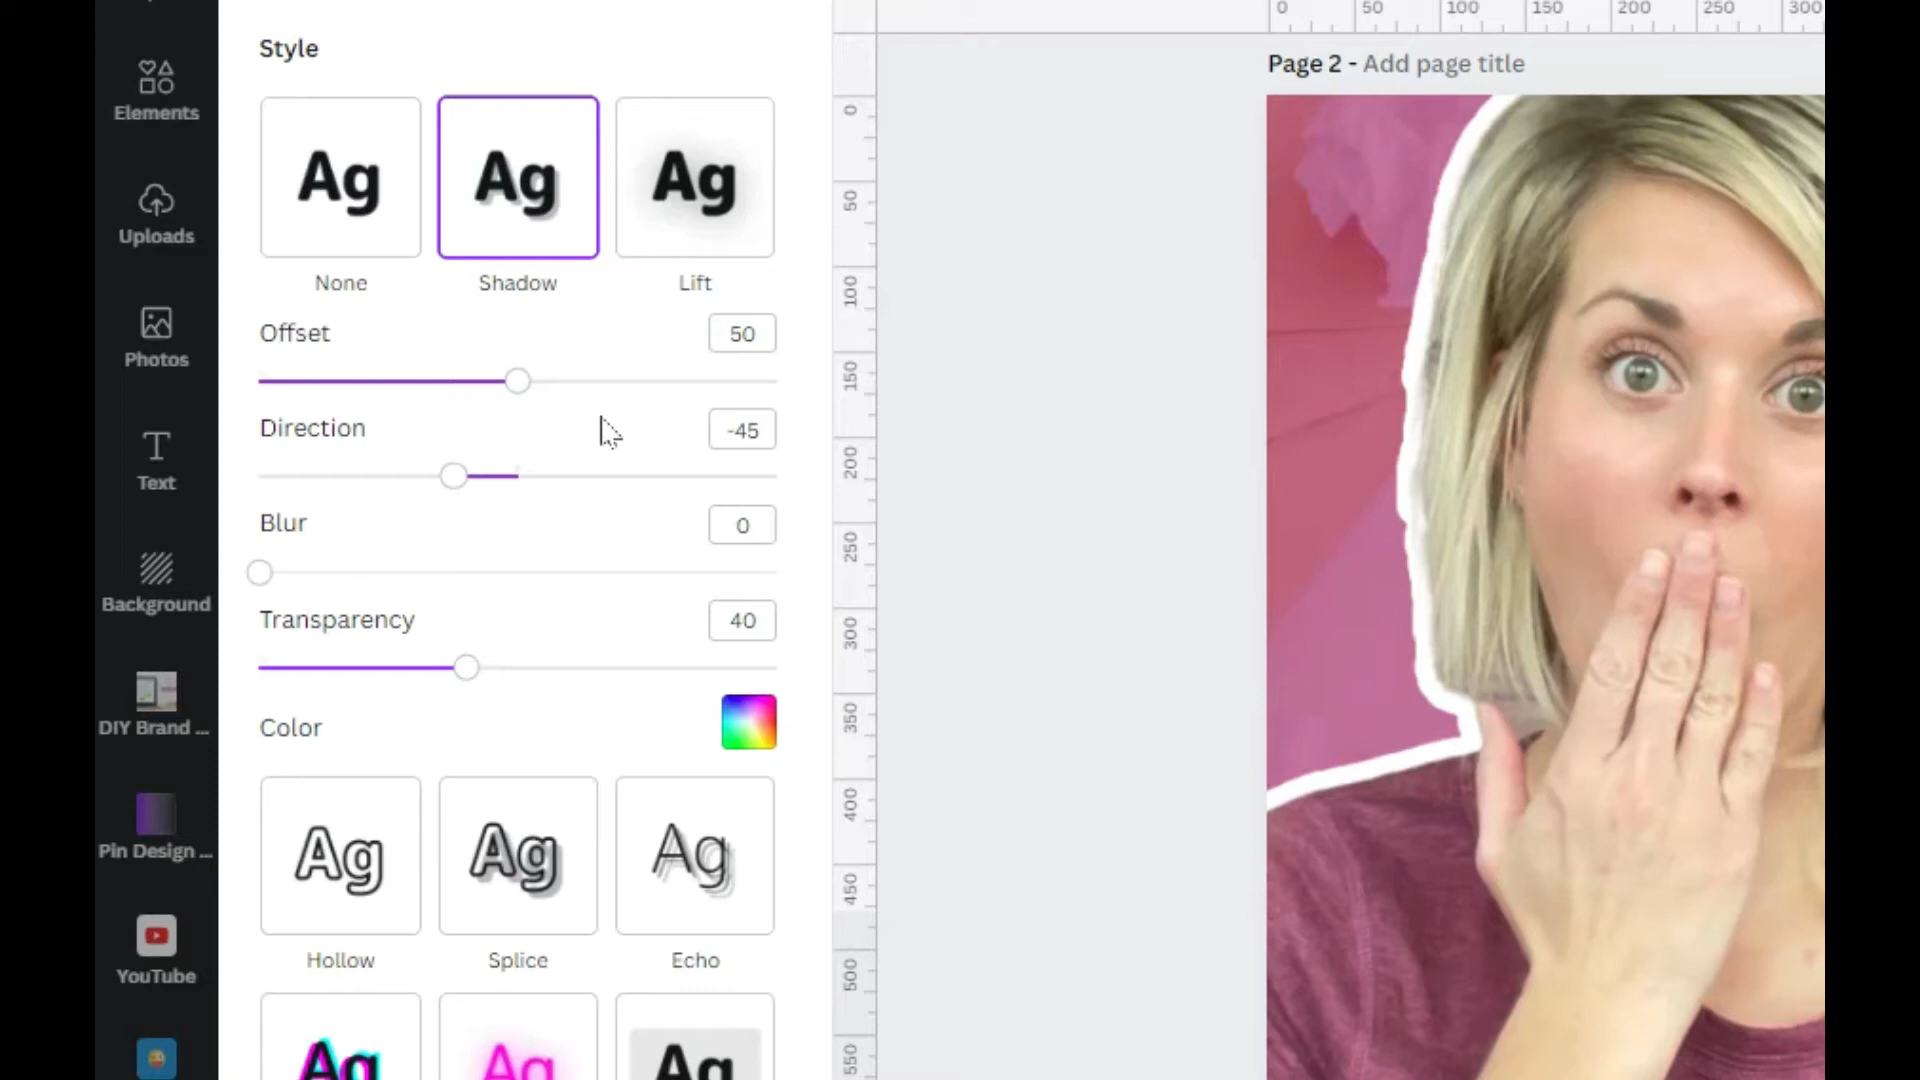 Elements
Uploads
Photos
Text
Background
DIY Brand ...
Pin Design ...
YouTube
Style
Ag
Ag
Ag
None
Shadow
Lift
Offset
50
Direction
-45
Blur
0
Transparency
40
Color
Ag
Ag
Ag
Hollow
Splice
Echo
Ag
Ag
Ag
0
50
100
150
200
250
300
0
50
100
150
200
250
300
350
400
450
500
550
Page 2 - Add page title